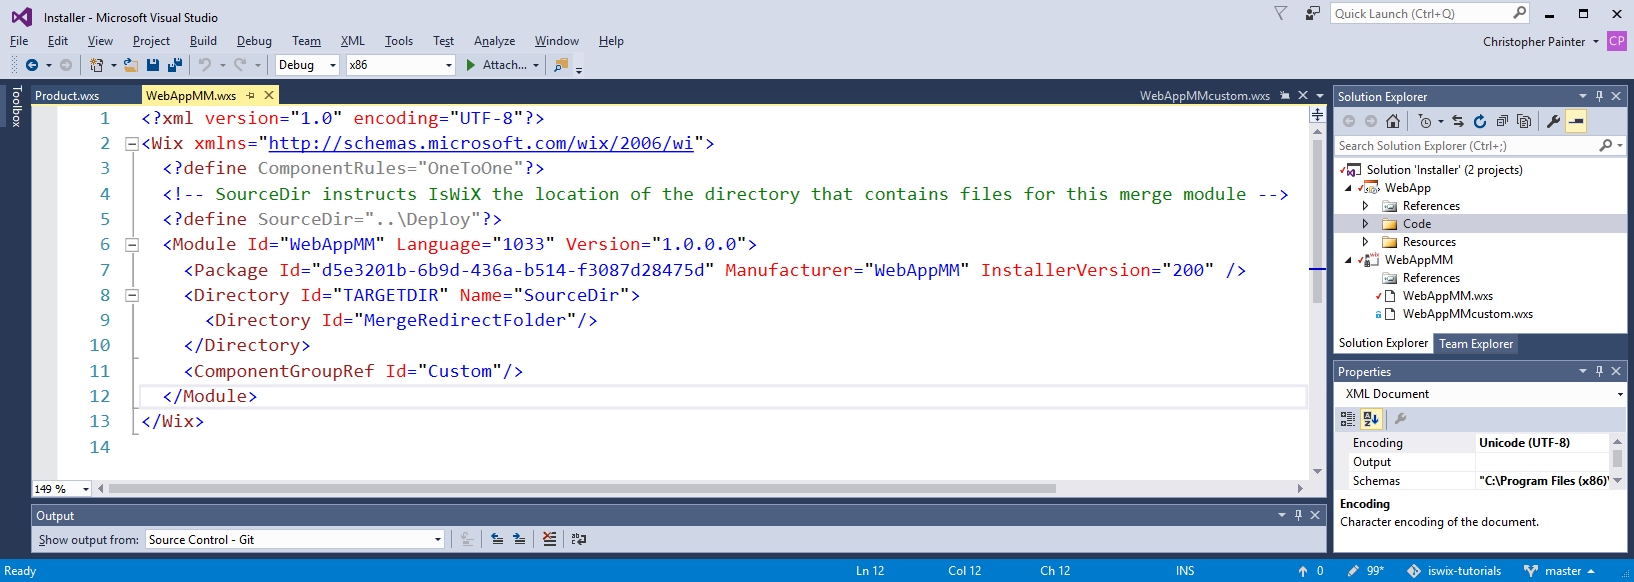 Installer - Microsoft Visual Studio
Quick Launch (Ctrl+Q)
File Edit View Project Build Debug Team XML Tools Test Analyze Window Help
Christopher Painter CP
Debug x86 Attach...
Toolbox
Product.wxs WebAppMM.wxs WebAppMMcustom.wxs
1 <?xml version="1.0" encoding="UTF-8"?>
2 <Wix xmlns="http://schemas.microsoft.com/wix/2006/wi">
3 <?define ComponentRules="OneToOne"?>
4 <!-- SourceDir instructs IsWiX the location of the directory that contains files for this merge module -->
5 <?define SourceDir="..\Deploy"?>
6 <Module Id="WebAppMM" Language="1033" Version="1.0.0.0">
7 <Package Id="d5e3201b-6b9d-436a-b514-f3087d28475d" Manufacturer="WebAppMM" InstallerVersion="200" />
8 <Directory Id="TARGETDIR" Name="SourceDir">
9 <Directory Id="MergeRedirectFolder"/>
10 </Directory>
11 <ComponentGroupRef Id="Custom"/>
12 </Module>
13 </Wix>
14
149 %
Output
Show output from: Source Control - Git
Solution Explorer
Search Solution Explorer (Ctrl+;)
Solution 'Installer' (2 projects)
WebApp
References
Code
Resources
WebAppMM
References
WebAppMM.wxs
WebAppMMcustom.wxs
Solution Explorer Team Explorer
Properties
XML Document
Encoding Unicode (UTF-8)
Output
Schemas "C:\Program Files (x86)\
Encoding
Character encoding of the document.
Ready Ln 12 Col 12 Ch 12 INS 0 99* iswix-tutorials master